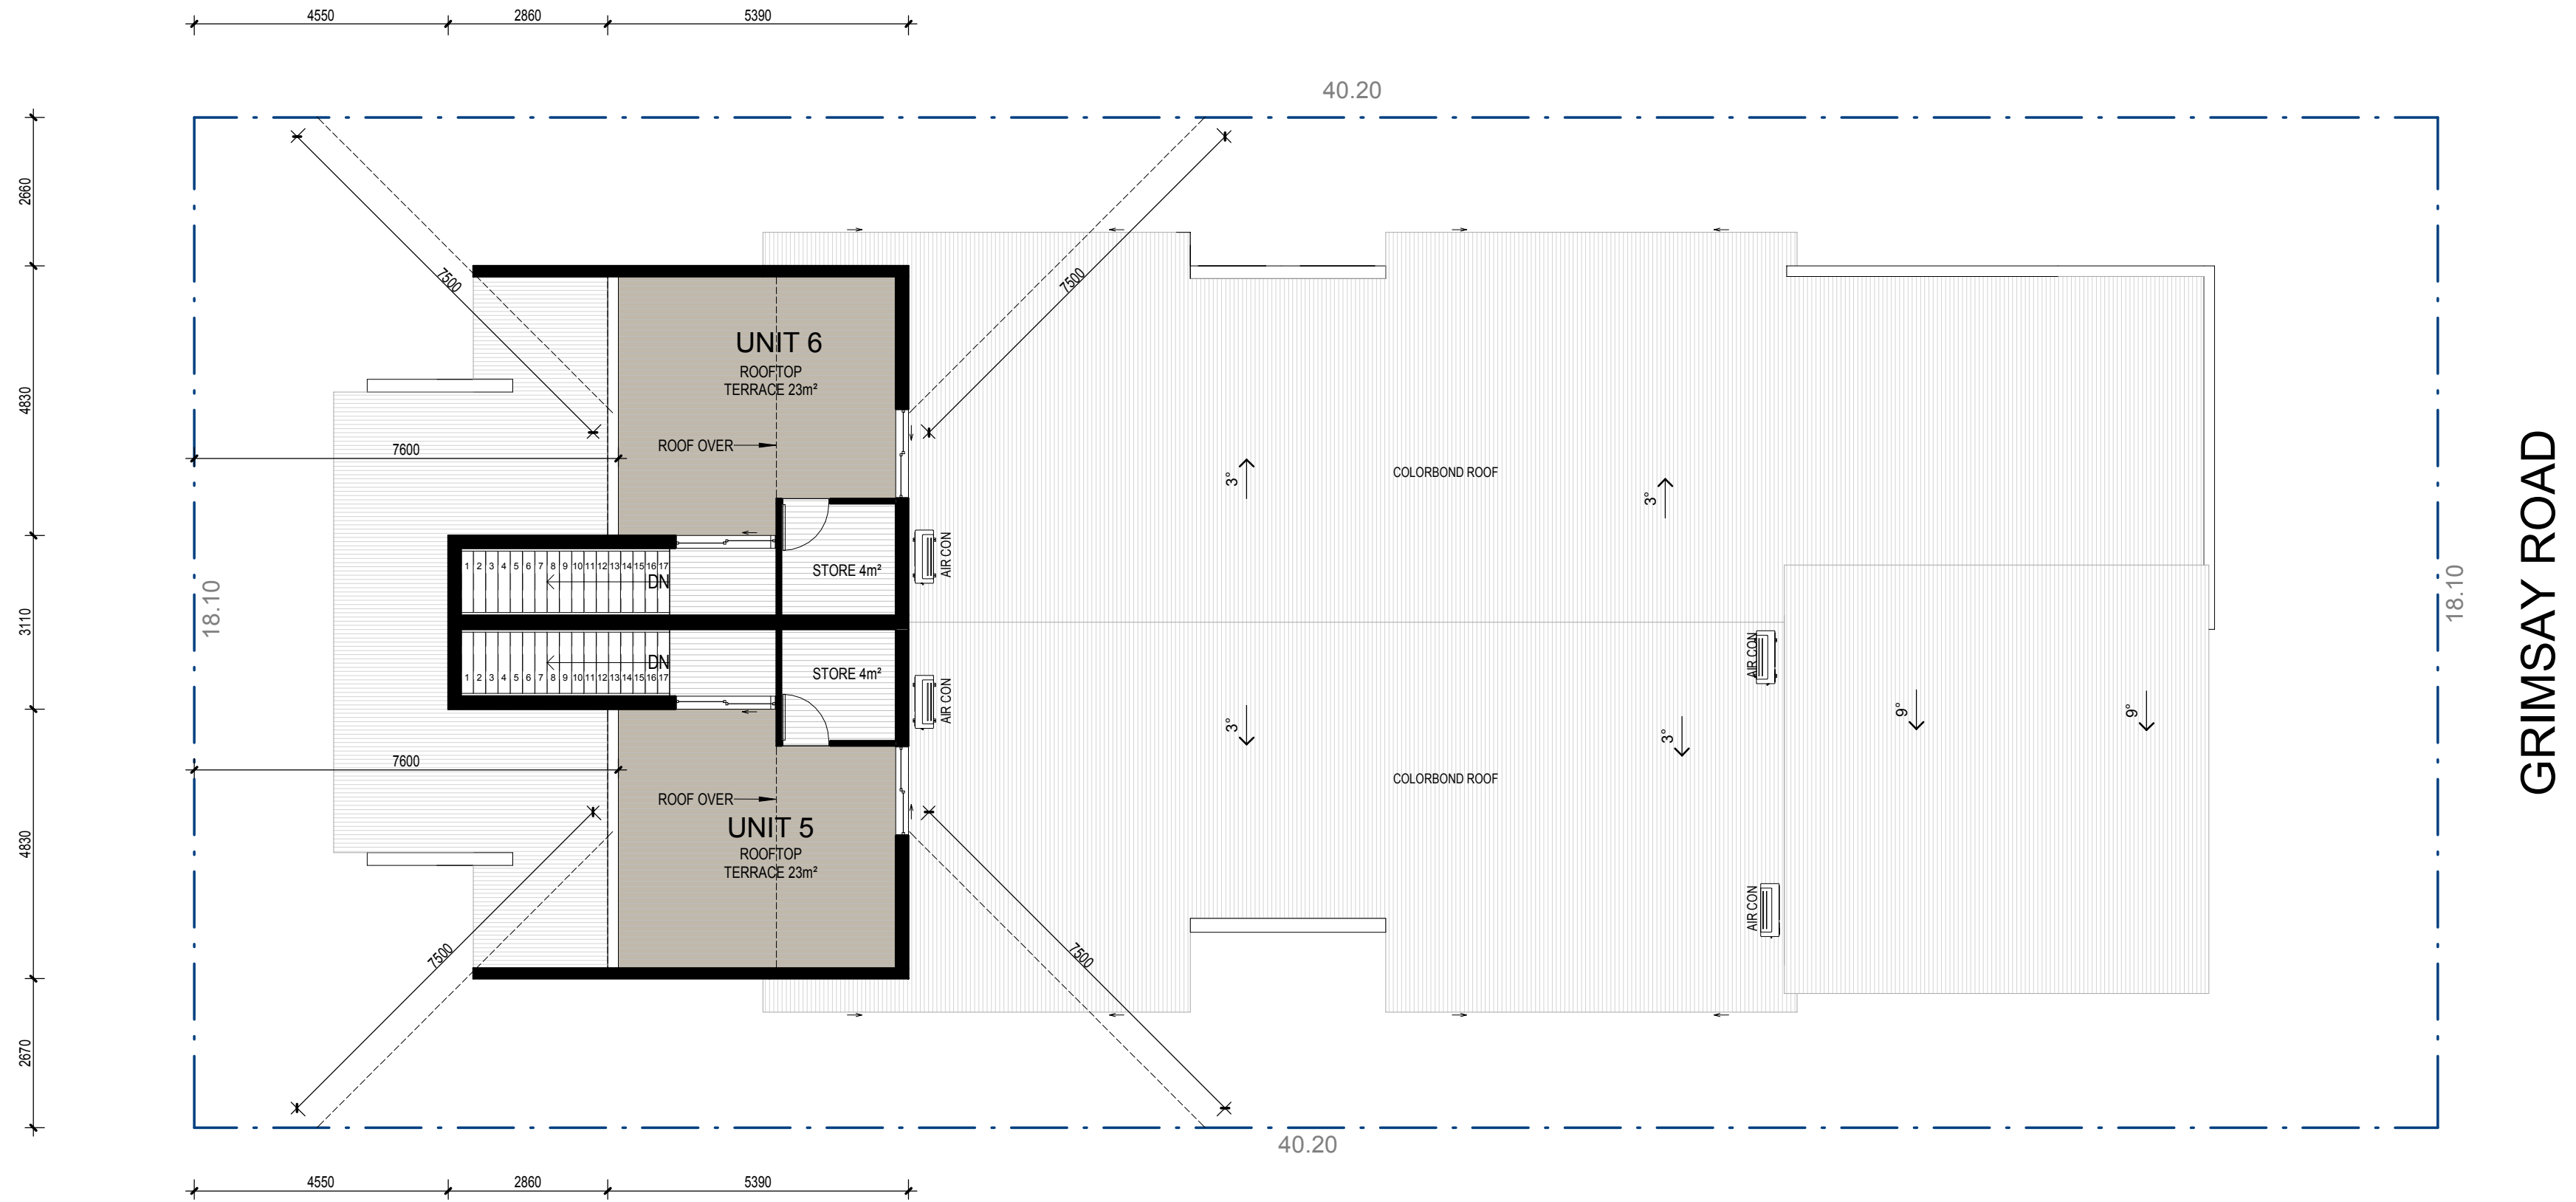 4550
2860
5390
40.20
2660
4830
3110
4830
2670
18.10
7500
7500
UNIT 6
ROOFTOP
TERRACE 23m²
ROOF OVER
7600
COLORBOND ROOF
3°
3°
1 2 3 4 5 6 7 8 9 10 11 12 13 14 15 16 17
DN
STORE 4m²
AIR CON
DN
1 2 3 4 5 6 7 8 9 10 11 12 13 14 15 16 17
STORE 4m²
AIR CON
AIR CON
3°
3°
9°
9°
7600
ROOF OVER
UNIT 5
ROOFTOP
TERRACE 23m²
COLORBOND ROOF
AIR CON
7500
7500
18.10
GRIMSAY ROAD
40.20
4550
2860
5390